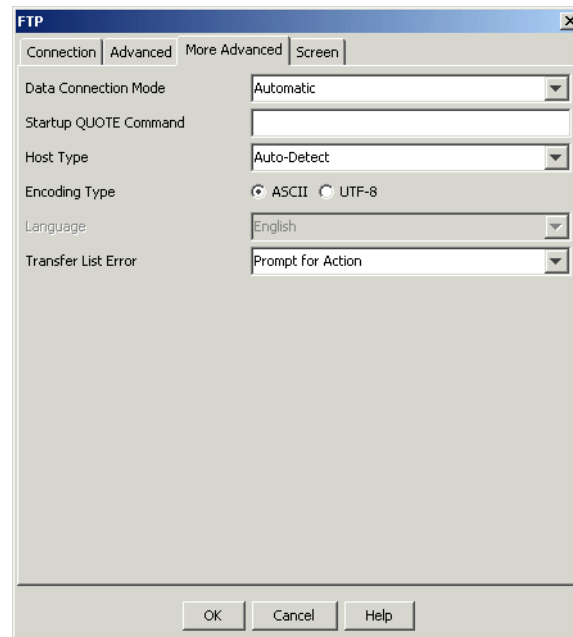 FTP
Connection Advanced More Advanced Screen
Data Connection Mode Automatic
Startup QUOTE Command
Host Type Auto-Detect
Encoding Type ASCII UTF-8
Language English
Transfer List Error Prompt for Action
OK Cancel Help